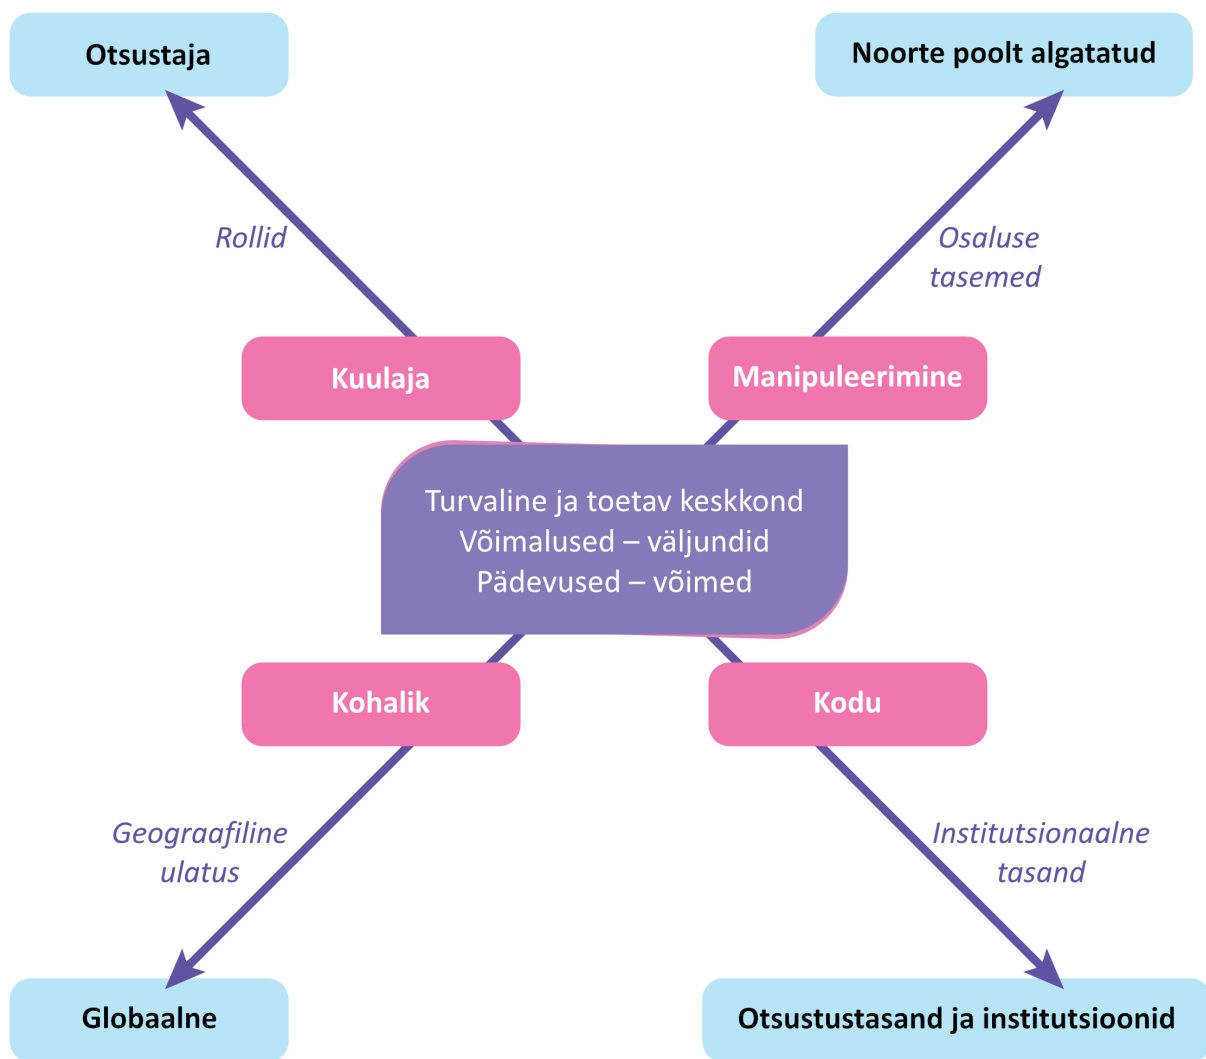 Otsustaja
Noorte poolt algatatud
Rollid
Osaluse
tasemed
Kuulaja
Manipuleerimine
Turvaline ja toetav keskkond
Võimalused – väljundid
Pädevused – võimed
Kohalik
Kodu
Geograafiline
ulatus
Institutsionaalne
tasand
Globaalne
Otsustustasand ja institutsioonid